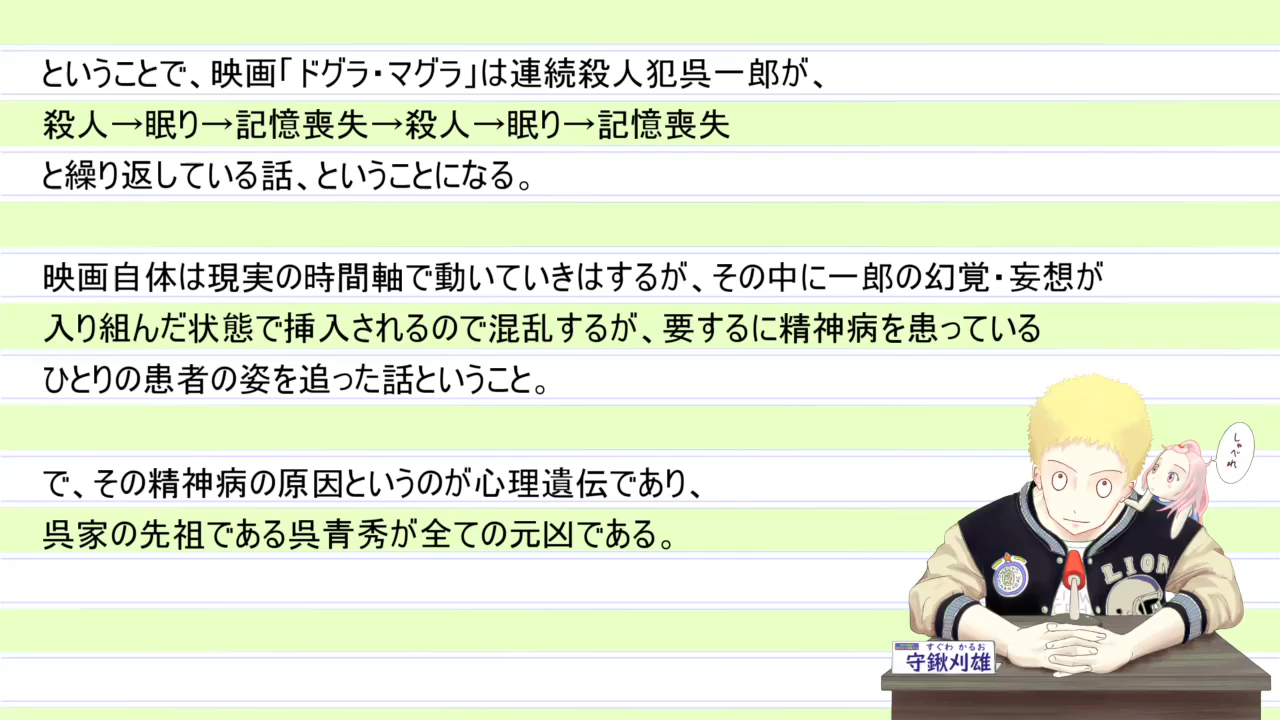 ということで、映画「ドグラ・マグラ」は連続殺人犯呉一郎が、
殺人→眠り→記憶喪失→殺人→眠り→記憶喪失
と繰り返している話、ということになる。
映画自体は現実の時間軸で動いていきはするが、その中に一郎の幻覚・妄想が
入り組んだ状態で挿入されるので混乱するが、要するに精神病を患っている
ひとりの患者の姿を追った話ということ。
で、その精神病の原因というのが心理遺伝であり、
呉家の先祖である呉青秀が全ての元凶である。
しゃべれ
LION
すぐわ かるお
守鍬刈雄